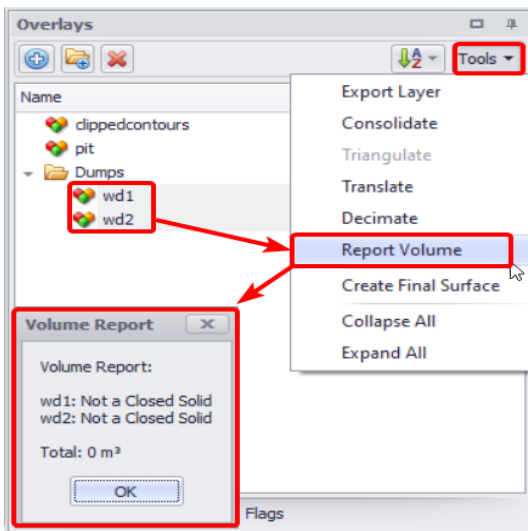 Overlays
Tools
Name
clippedcontours
pit
Dumps
wd1
wd2
Export Layer
Consolidate
Triangulate
Translate
Decimate
Report Volume
Create Final Surface
Collapse All
Expand All
Volume Report
Volume Report:
wd1: Not a Closed Solid
wd2: Not a Closed Solid
Total: 0 m³
OK
Flags